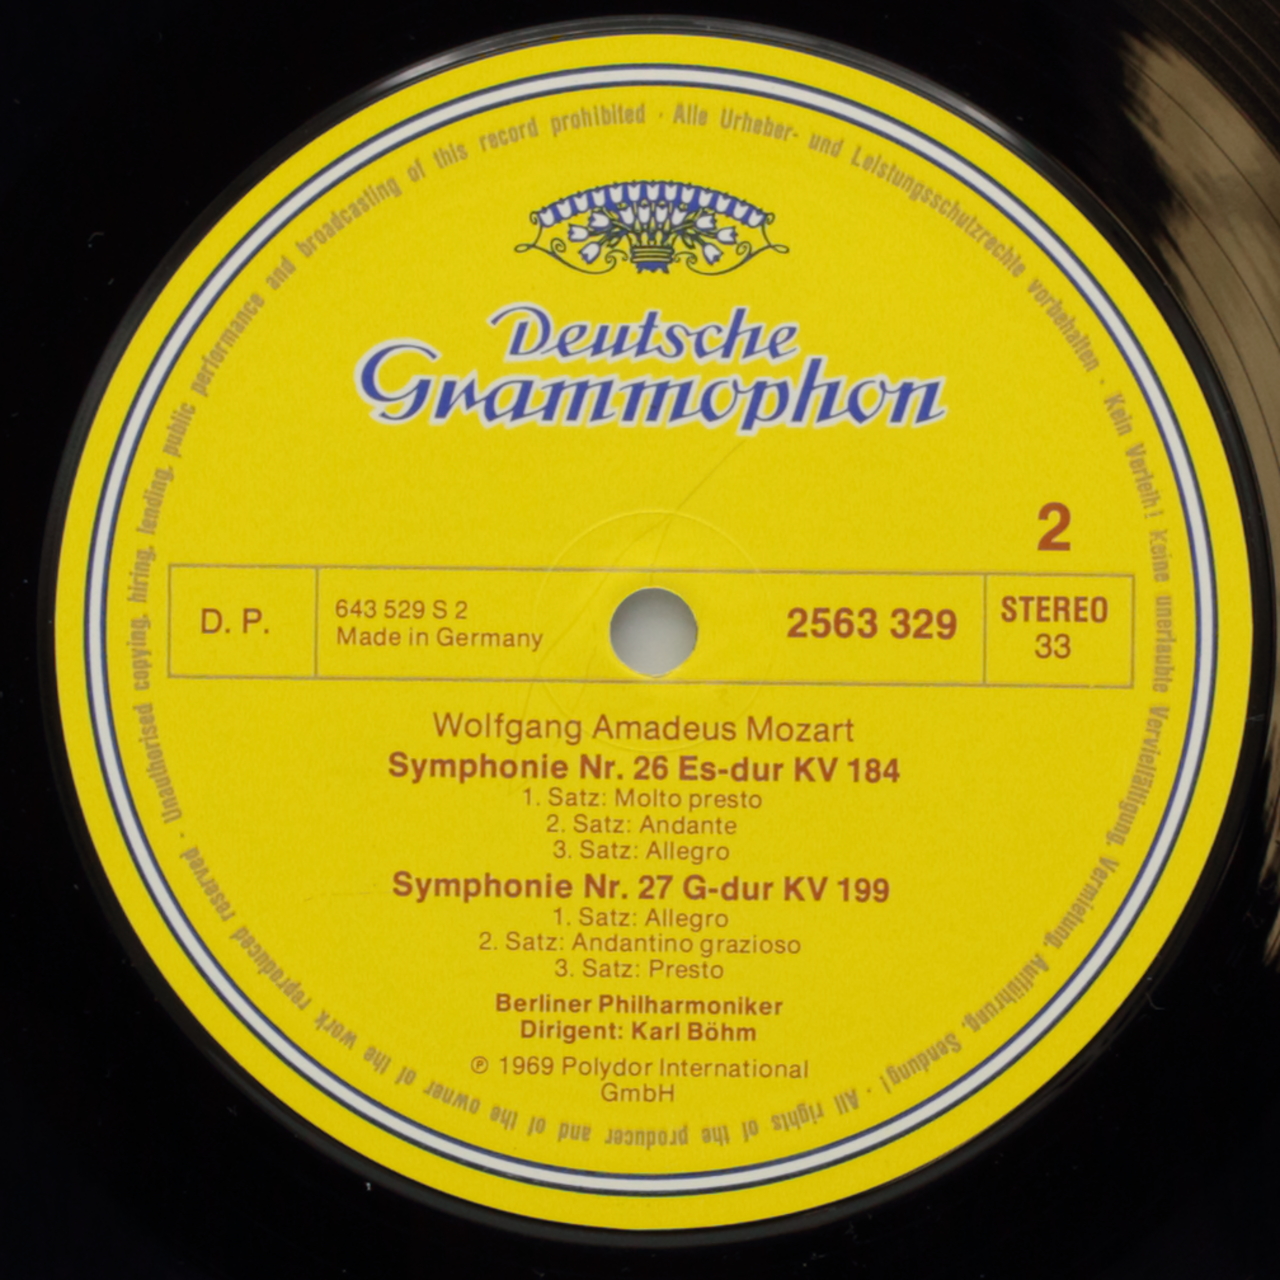 Deutsche
Grammophon
2
D. P.
643 529 S 2
Made in Germany
2563 329
STEREO
33
Wolfgang Amadeus Mozart
Symphonie Nr. 26 Es-dur KV 184
1. Satz: Molto presto
2. Satz: Andante
3. Satz: Allegro
Symphonie Nr. 27 G-dur KV 199
1. Satz: Allegro
2. Satz: Andantino grazioso
3. Satz: Presto
Berliner Philharmoniker
Dirigent: Karl Böhm
℗ 1969 Polydor International
GmbH
Alle Urheber- und Leistungsschutzrechte vorbehalten · Kein Verleih! Keine unerlaubte Vervielfältigung, Vermietung, Aufführung, Sendung! · All rights of the producer and of the owner of the work reproduced reserved · Unauthorised copying, hiring, lending, public performance and broadcasting of this record prohibited ·